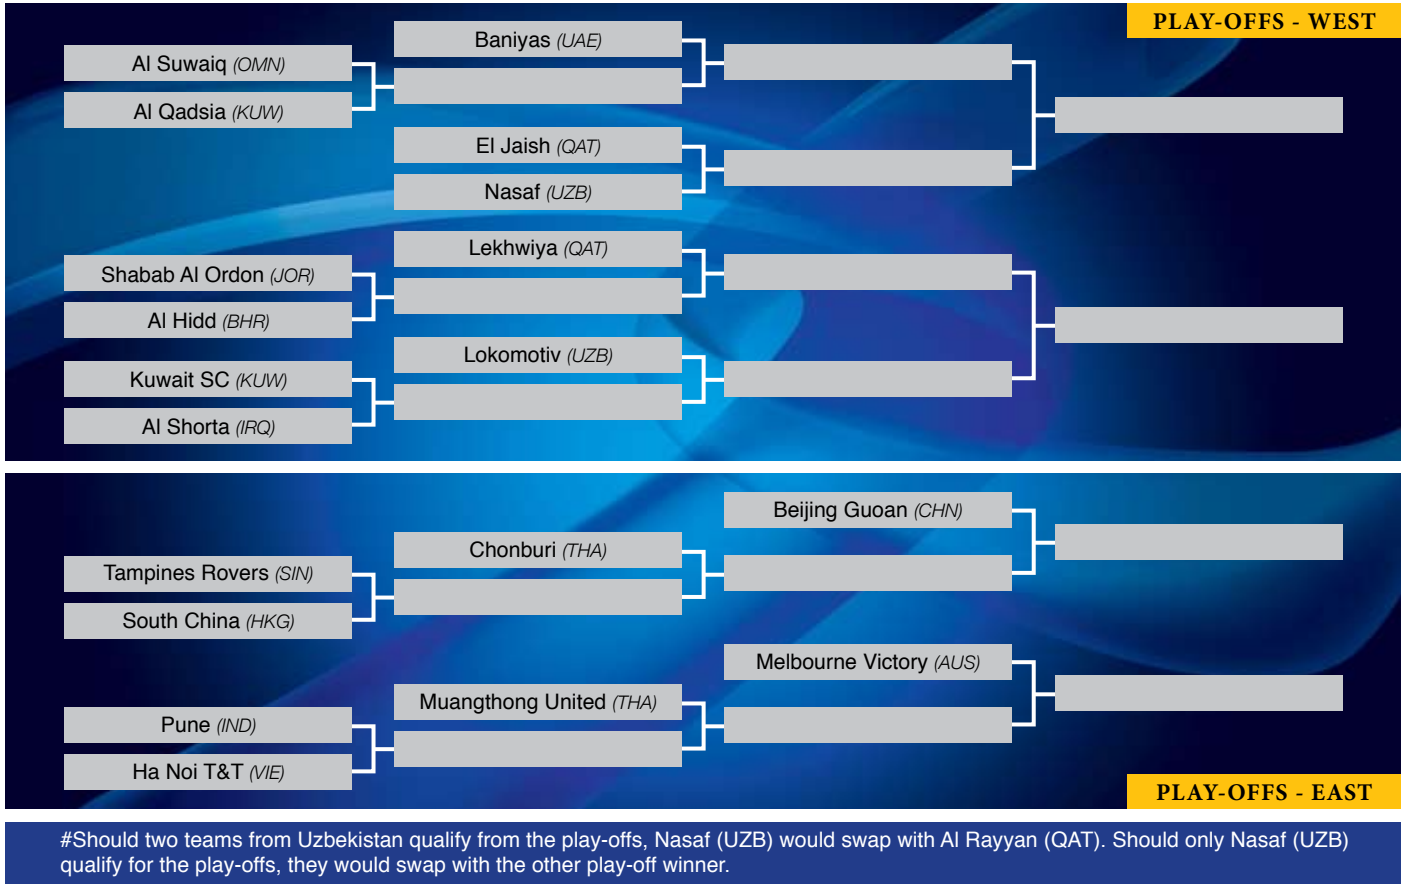 PLAY-OFFS - WEST
Baniyas (UAE)
Al Suwaiq (OMN)
Al Qadsia (KUW)
El Jaish (QAT)
Nasaf (UZB)
Lekhwiya (QAT)
Shabab Al Ordon (JOR)
Al Hidd (BHR)
Lokomotiv (UZB)
Kuwait SC (KUW)
Al Shorta (IRQ)
Beijing Guoan (CHN)
Chonburi (THA)
Tampines Rovers (SIN)
South China (HKG)
Melbourne Victory (AUS)
Muangthong United (THA)
Pune (IND)
Ha Noi T&T (VIE)
PLAY-OFFS - EAST
#Should two teams from Uzbekistan qualify from the play-offs, Nasaf (UZB) would swap with Al Rayyan (QAT). Should only Nasaf (UZB)
qualify for the play-offs, they would swap with the other play-off winner.